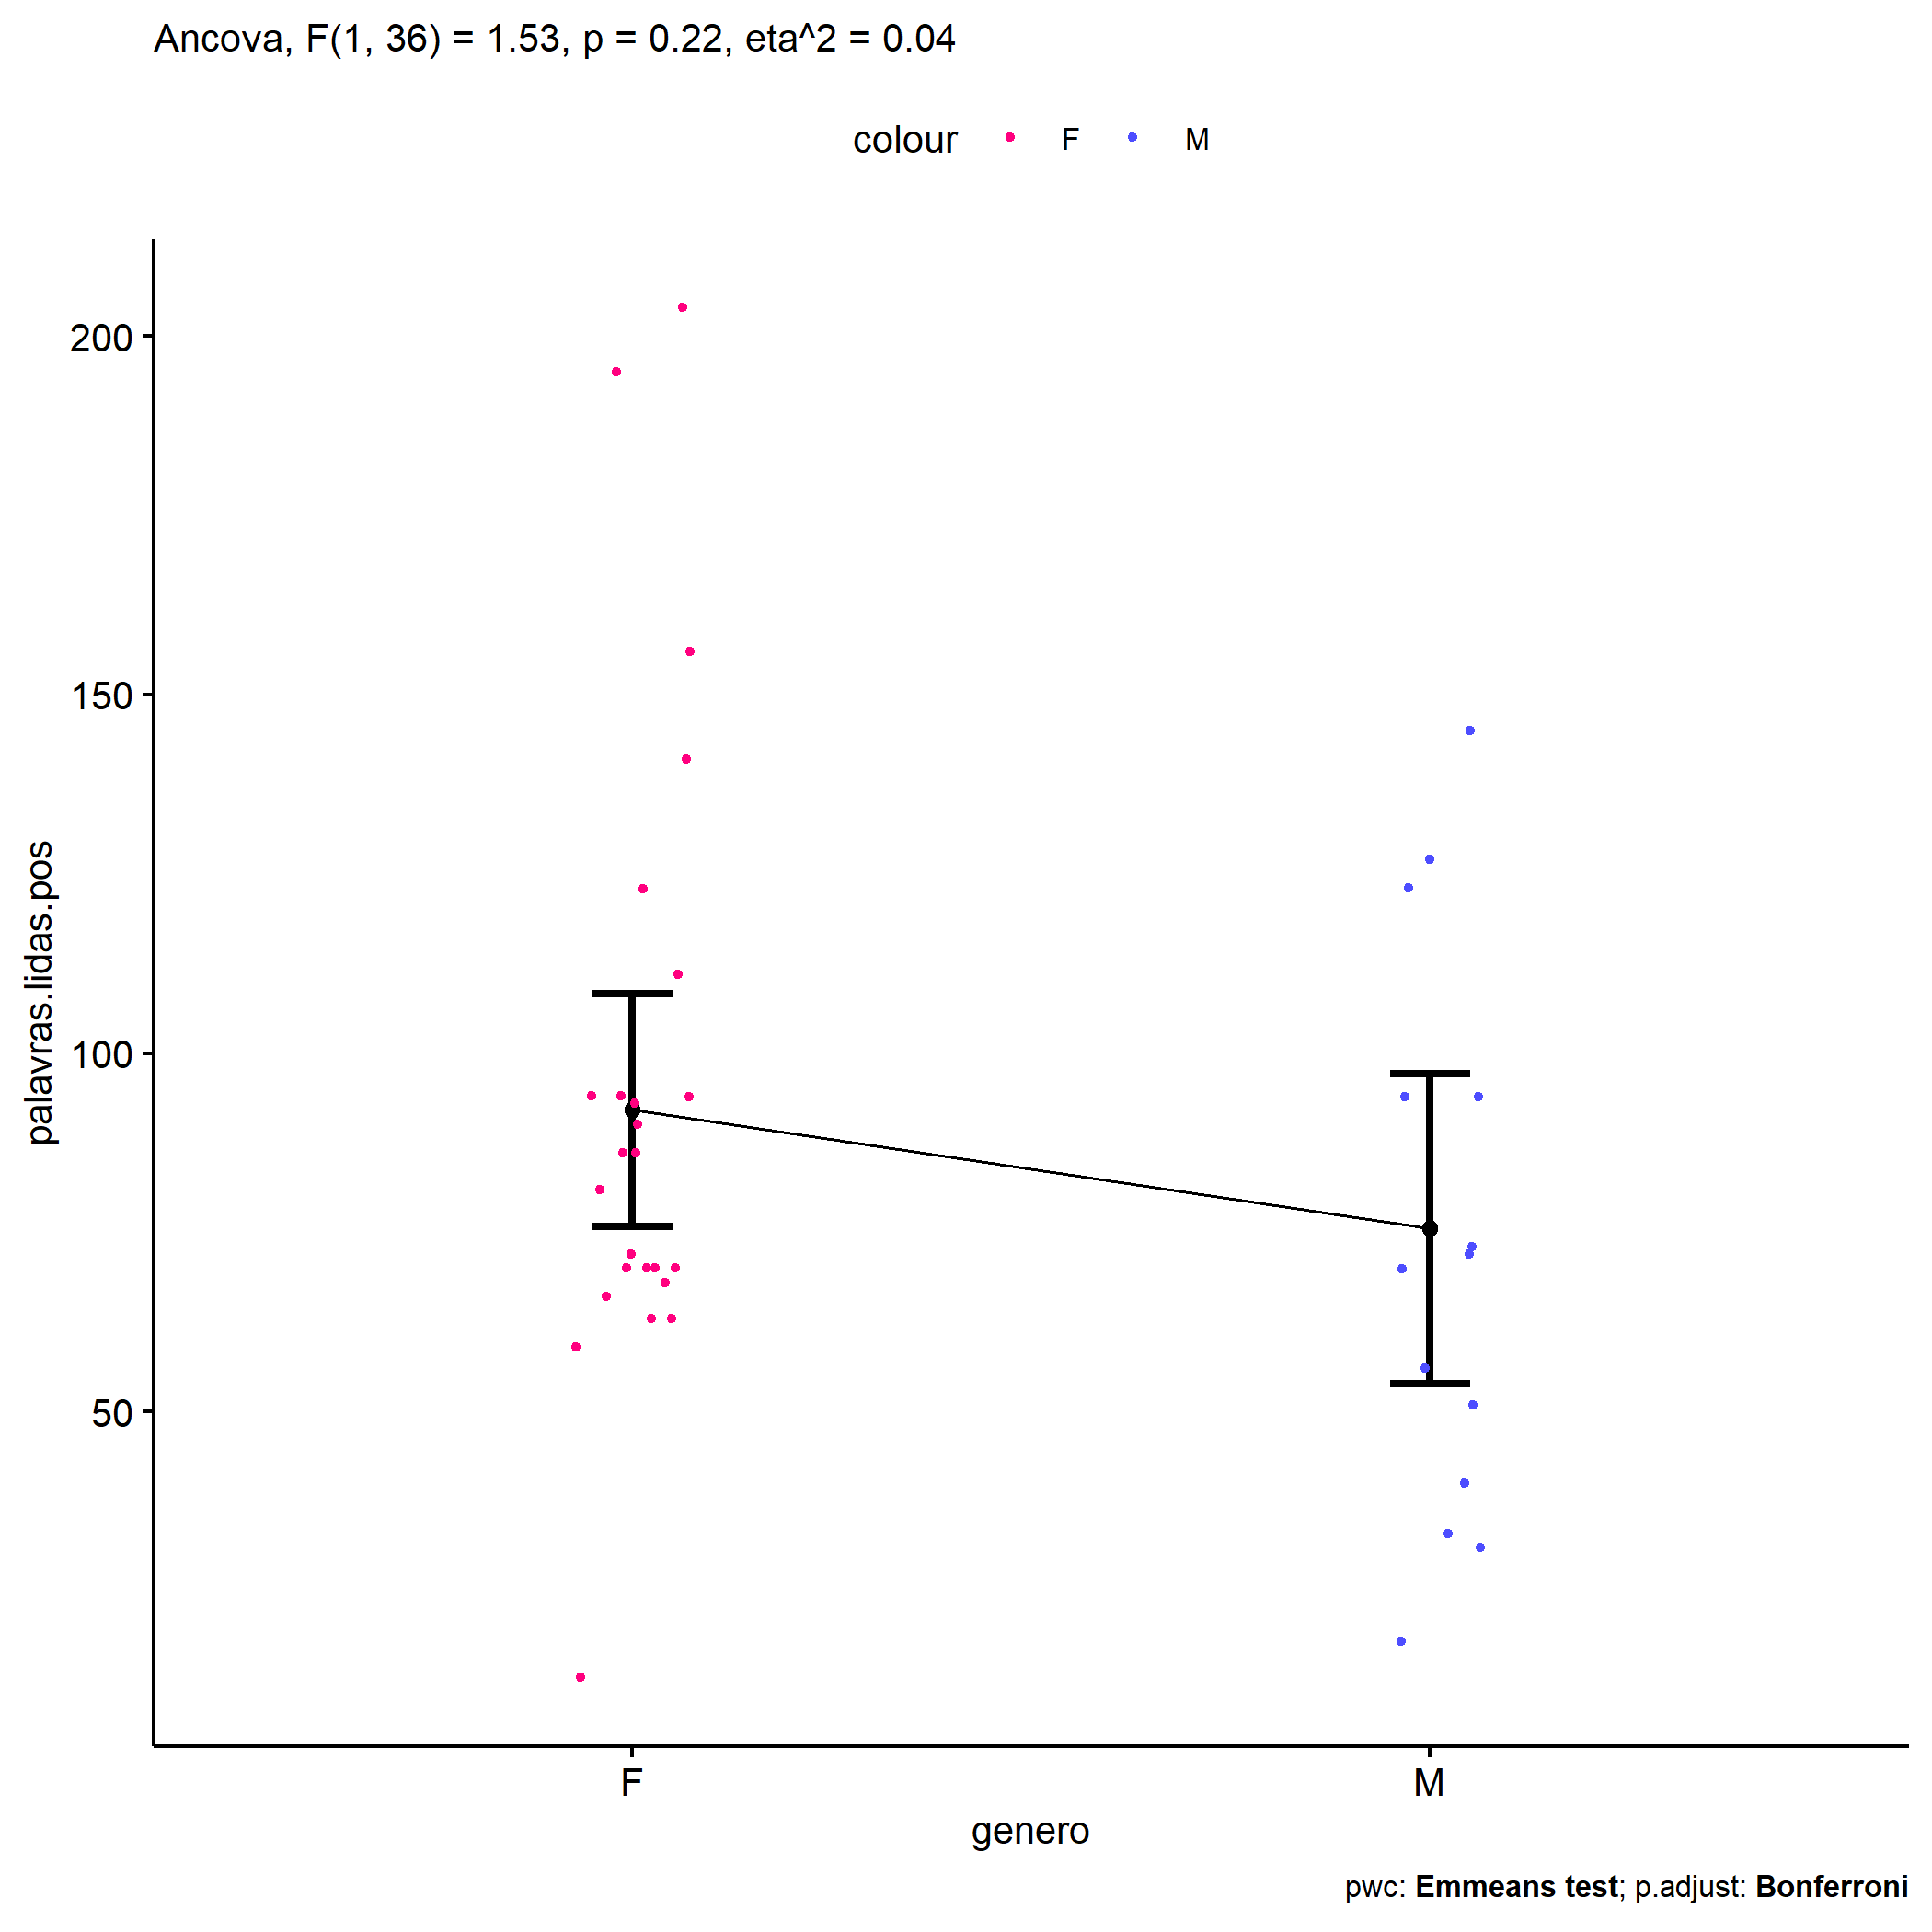 Ancova, F(1, 36) = 1.53, p = 0.22, eta^2 = 0.04
colour F M
palavras.lidas.pos
200
150
100
50
F M
genero
pwc: Emmeans test; p.adjust: Bonferroni